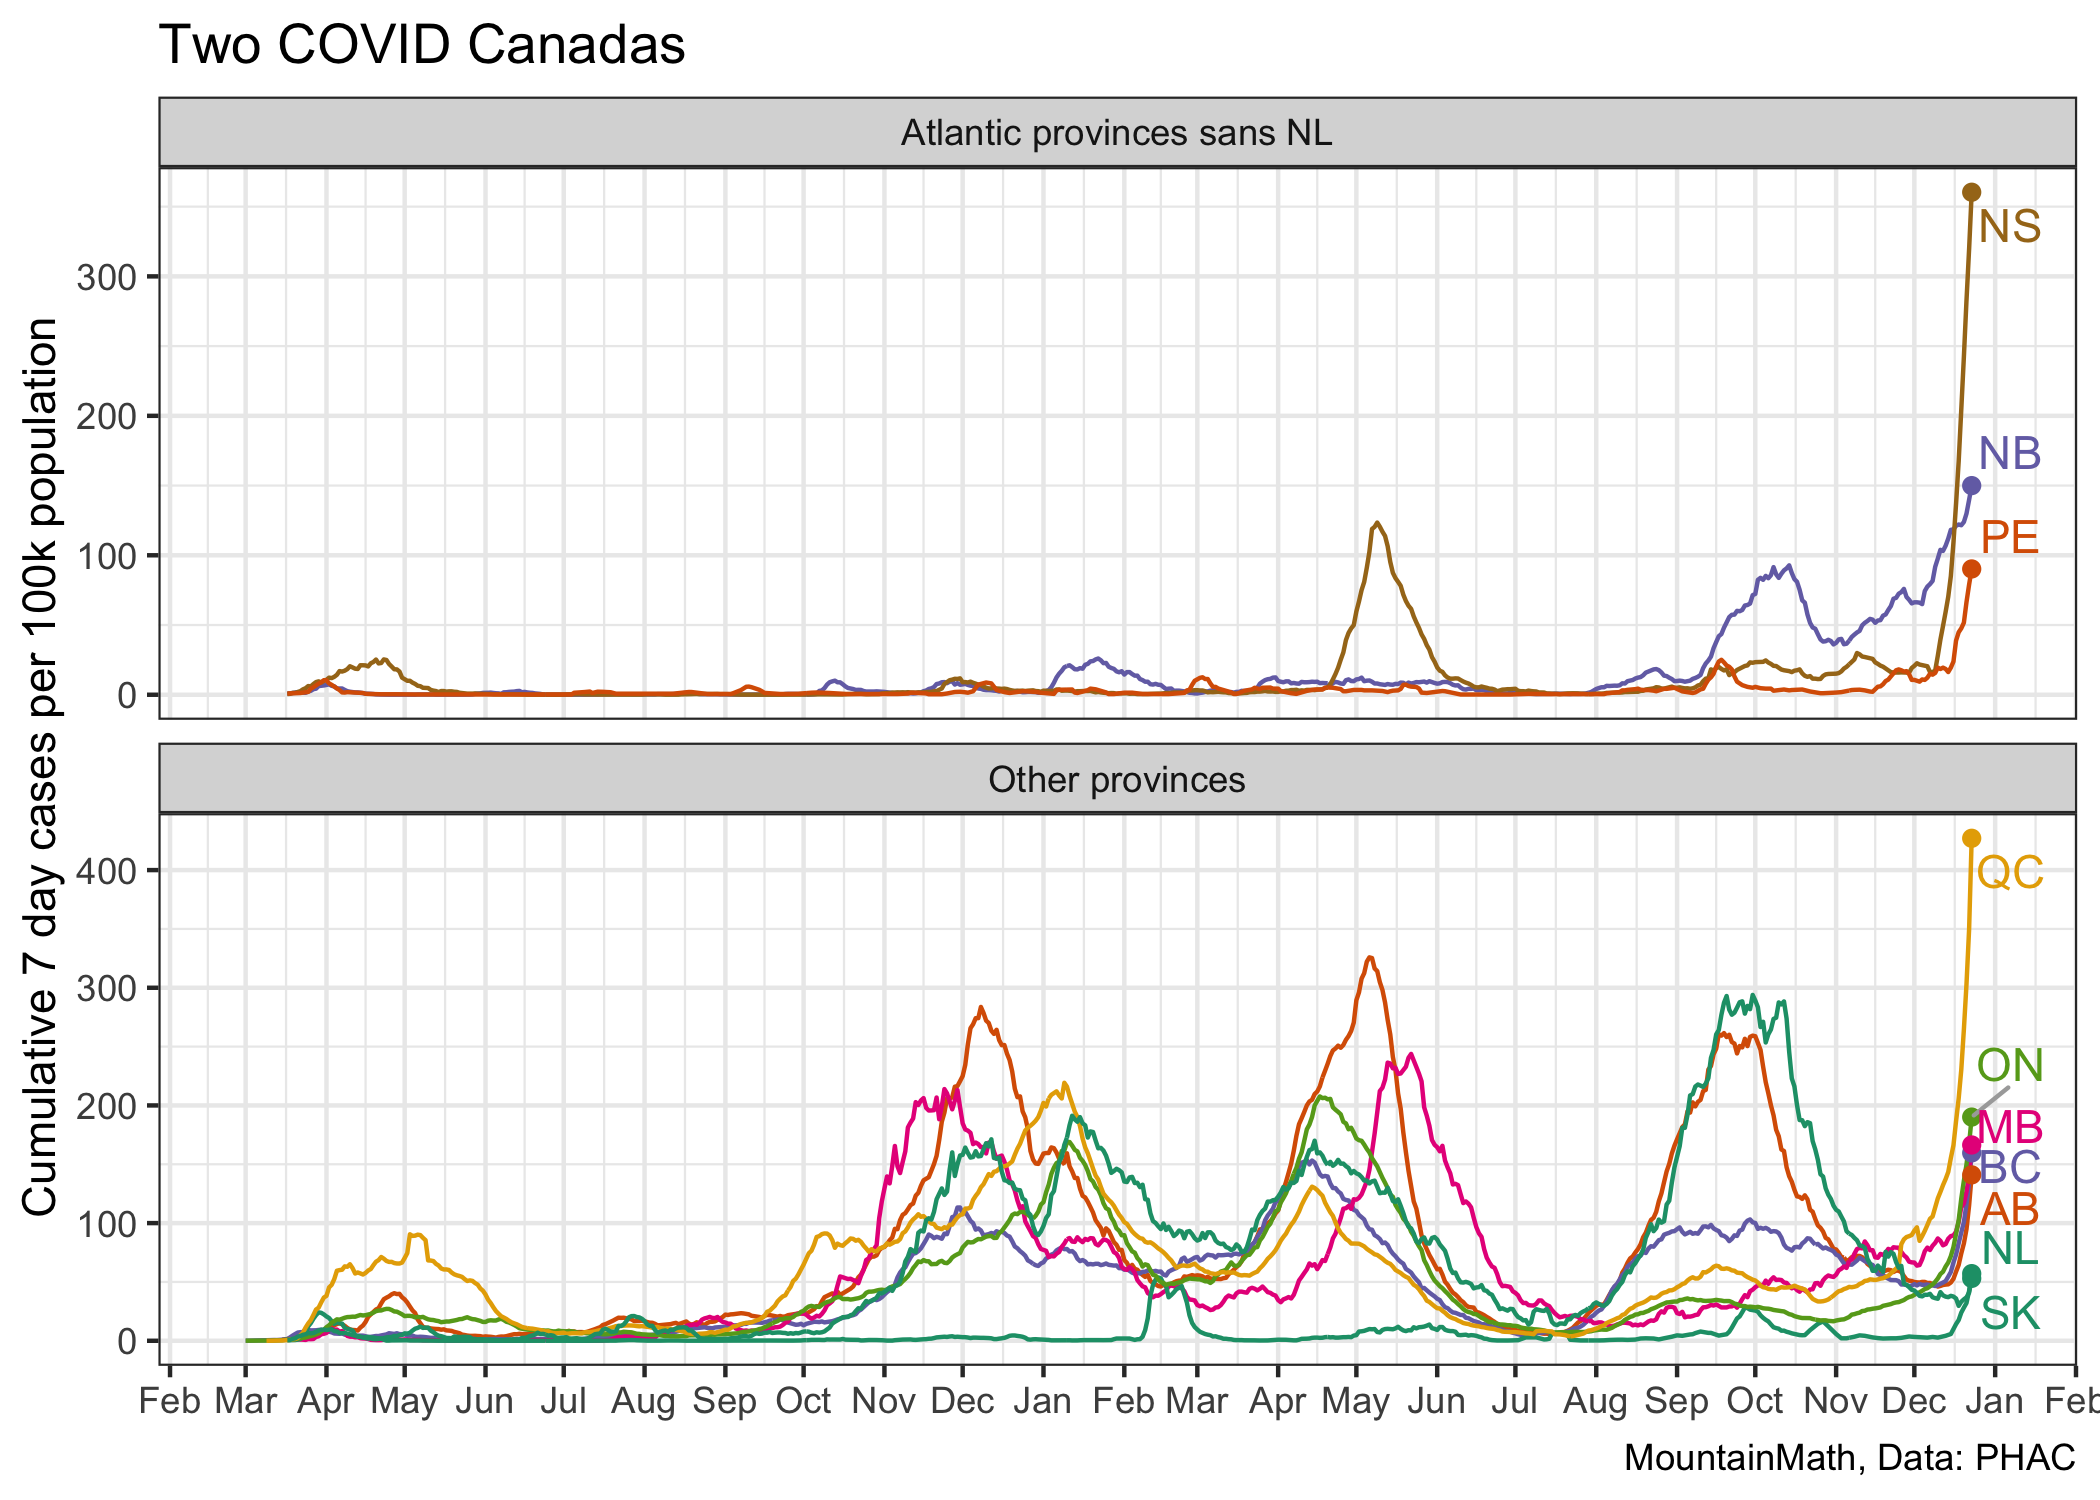 Two COVID Canadas
Atlantic provinces sans NL
Cumulative 7 day cases per 100k population
300
200
100
0
NS
NB
PE
Other provinces
400
300
200
100
0
QC
ON
MB
BC
AB
NL
SK
Feb Mar Apr May Jun Jul Aug Sep Oct Nov Dec Jan Feb Mar Apr May Jun Jul Aug Sep Oct Nov Dec Jan Feb
MountainMath, Data: PHAC